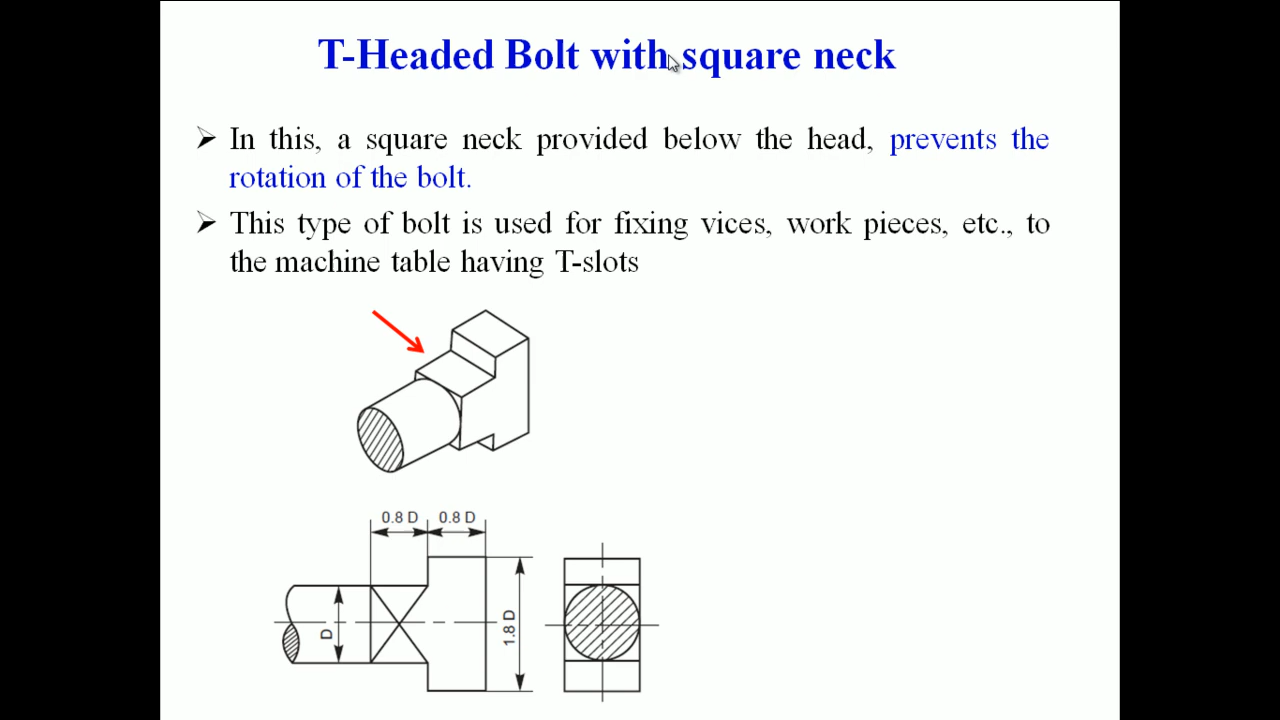 T-Headed Bolt with square neck
➢ In this, a square neck provided below the head, prevents the
rotation of the bolt.
➢ This type of bolt is used for fixing vices, work pieces, etc., to
the machine table having T-slots
0.8 D 0.8 D
D
1.8 D